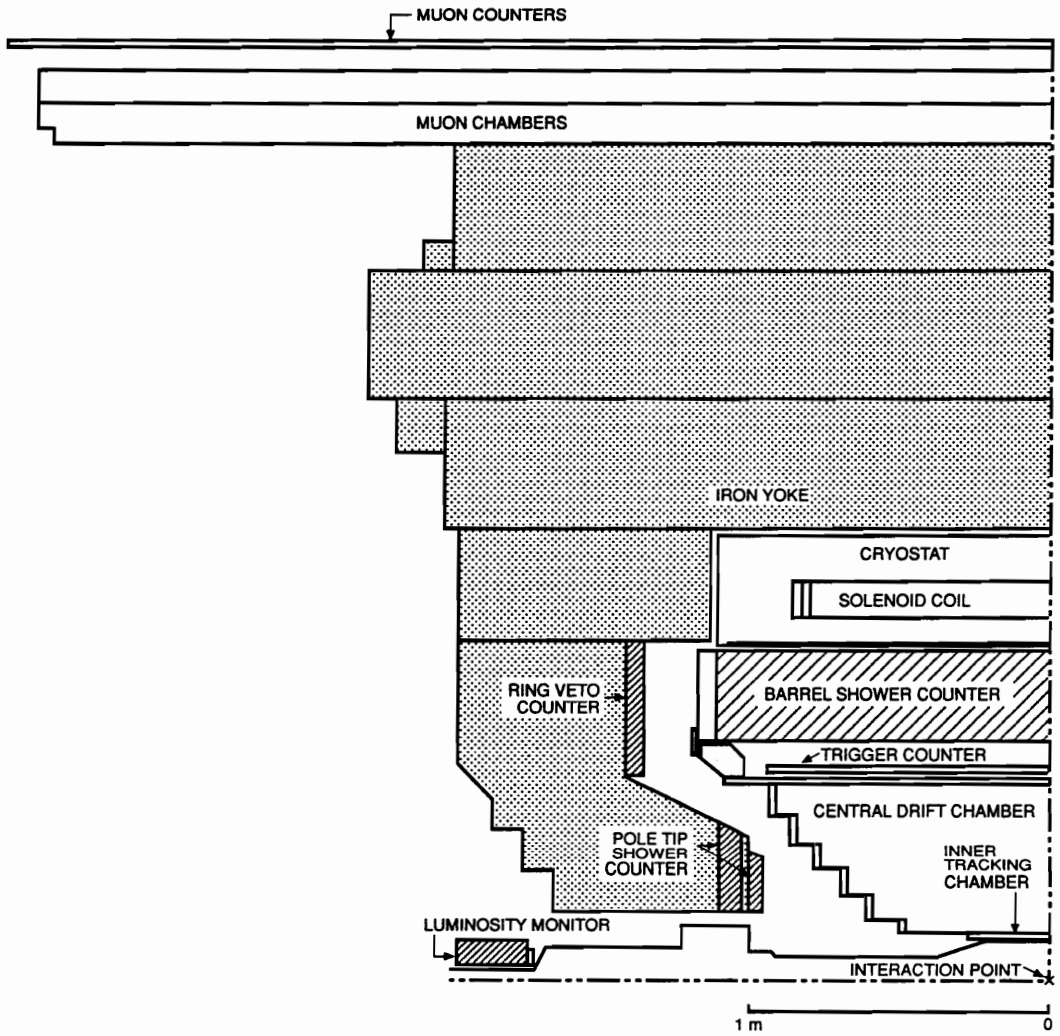 MUON COUNTERS
MUON CHAMBERS
IRON YOKE
CRYOSTAT
SOLENOID COIL
RING VETO
COUNTER
BARREL SHOWER COUNTER
TRIGGER COUNTER
CENTRAL DRIFT CHAMBER
POLE TIP
SHOWER
COUNTER
INNER
TRACKING
CHAMBER
LUMINOSITY MONITOR
INTERACTION POINT
1 m
0